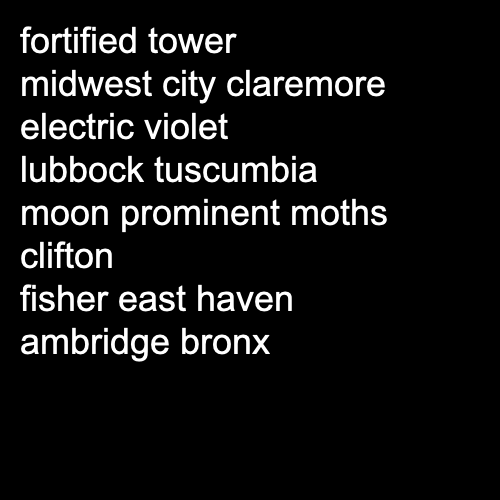 fortified tower
midwest city claremore
electric violet
lubbock tuscumbia
moon prominent moths
clifton
fisher east haven
ambridge bronx